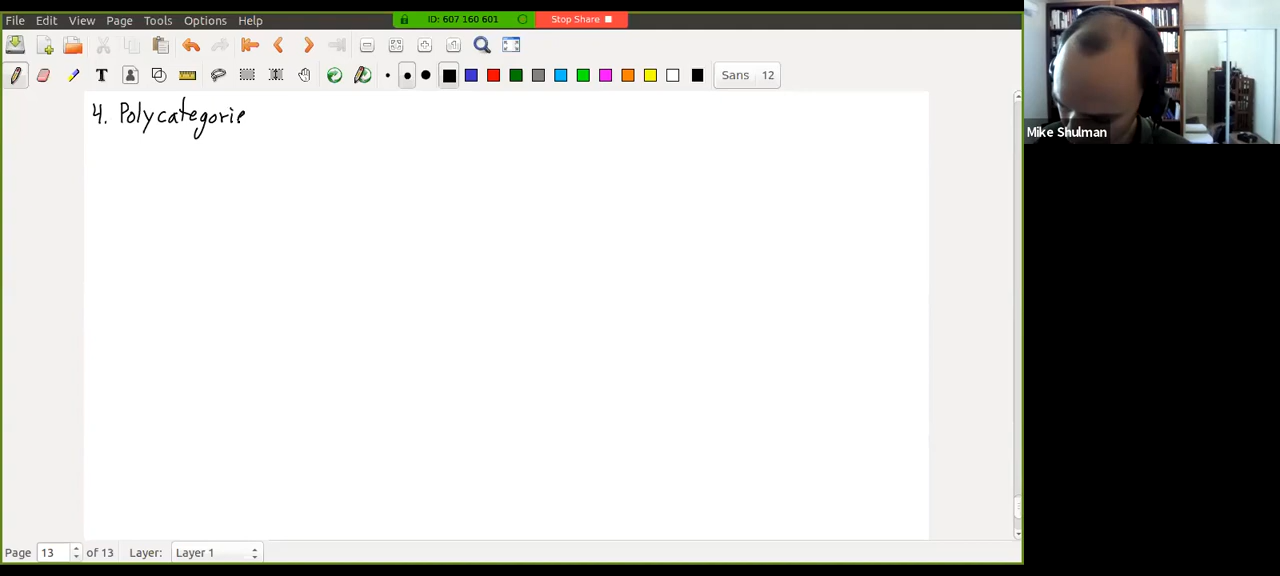 File Edit View Page Tools Options Help
ID: 607 160 601 Stop Share
Sans 12
4. Polycategorie
Mike Shulman
Page 13 of 13 Layer: Layer 1